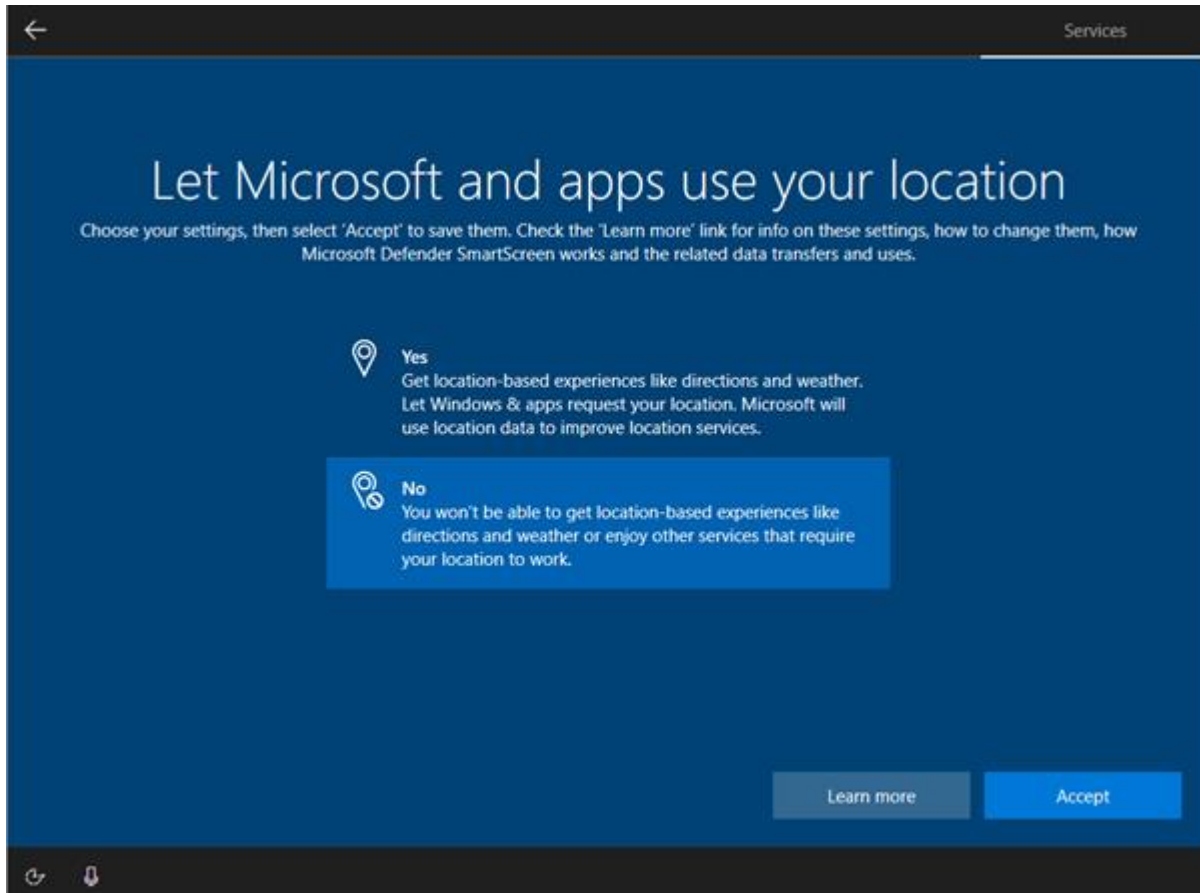 Services
Let Microsoft and apps use your location
Choose your settings, then select 'Accept' to save them. Check the 'Learn more' link for info on these settings, how to change them, how
Microsoft Defender SmartScreen works and the related data transfers and uses.
Yes
Get location-based experiences like directions and weather.
Let Windows & apps request your location. Microsoft will
use location data to improve location services.
No
You won't be able to get location-based experiences like
directions and weather or enjoy other services that require
your location to work.
Learn more
Accept